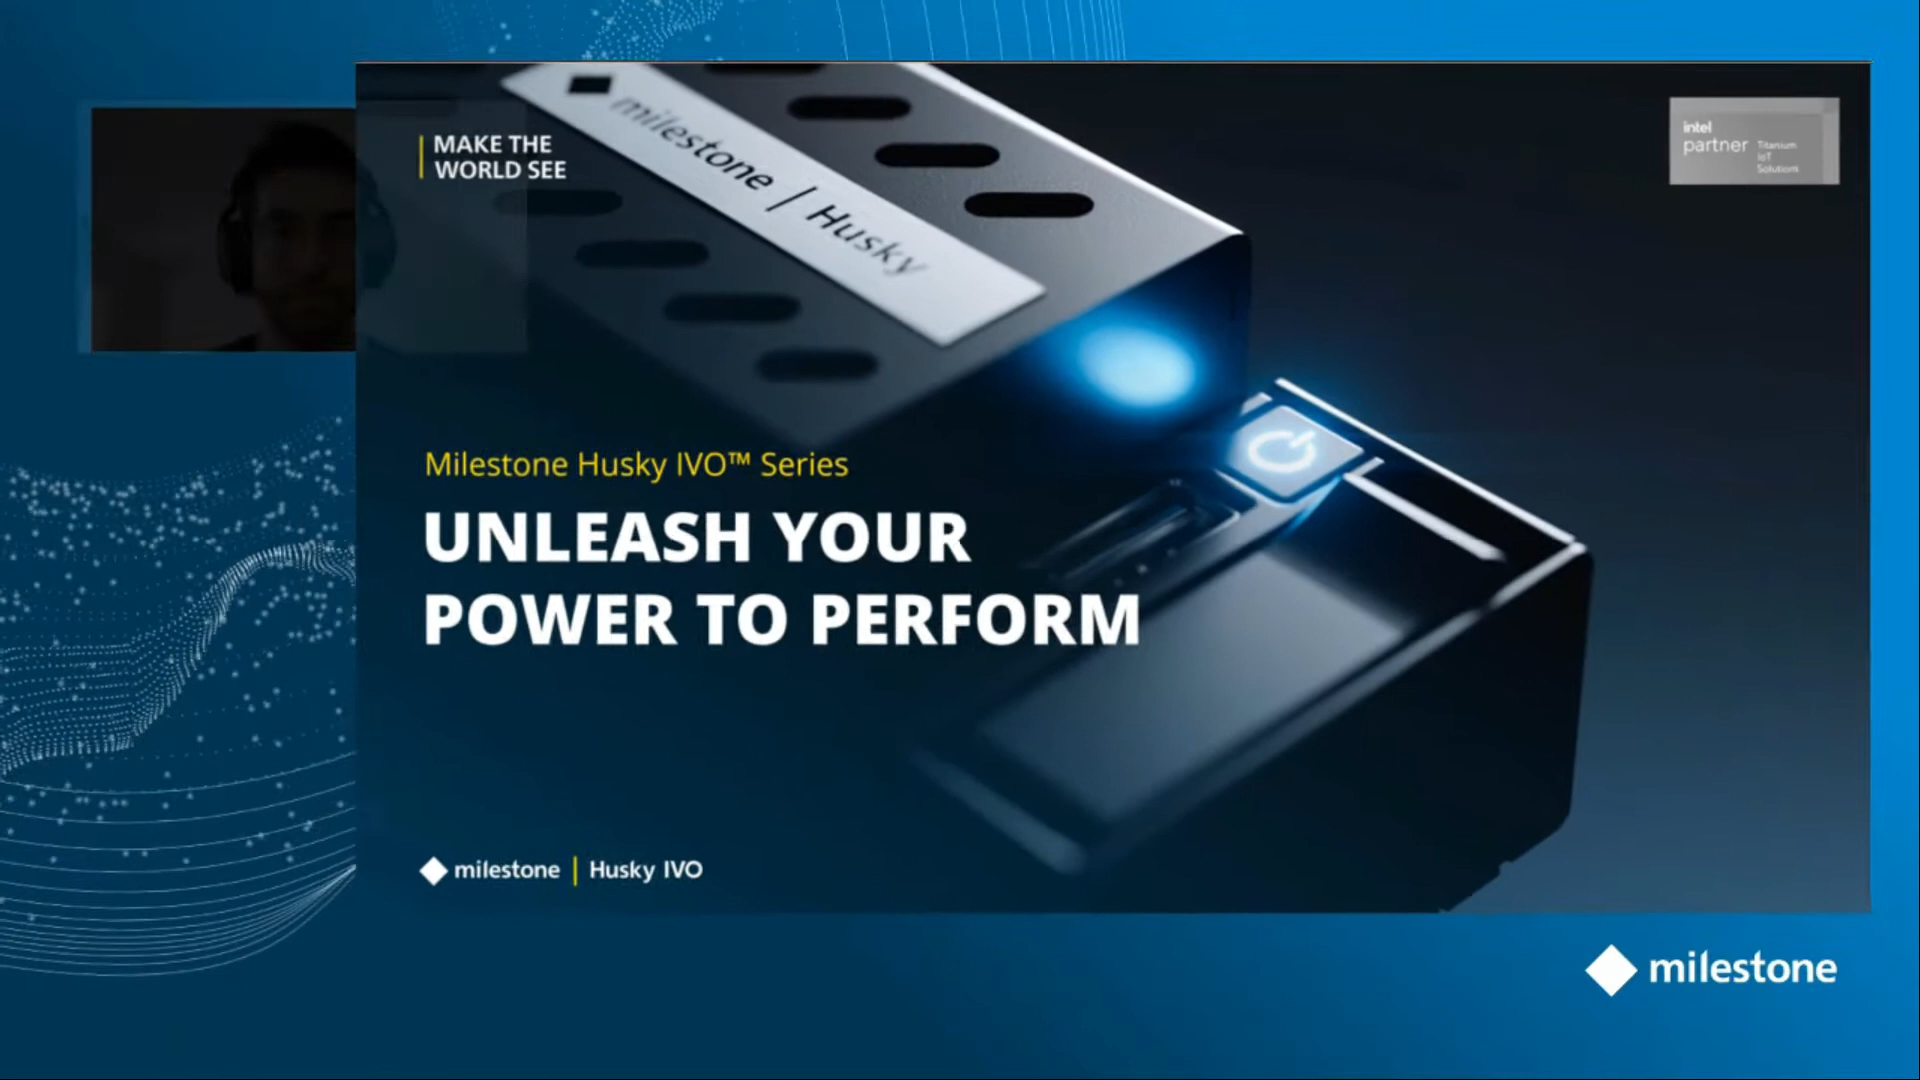 MAKE THE
WORLD SEE
milestone | Husky
intel
partner
Titanium
IoT
Solutions
Milestone Husky IVO™ Series
UNLEASH YOUR
POWER TO PERFORM
milestone | Husky IVO
milestone